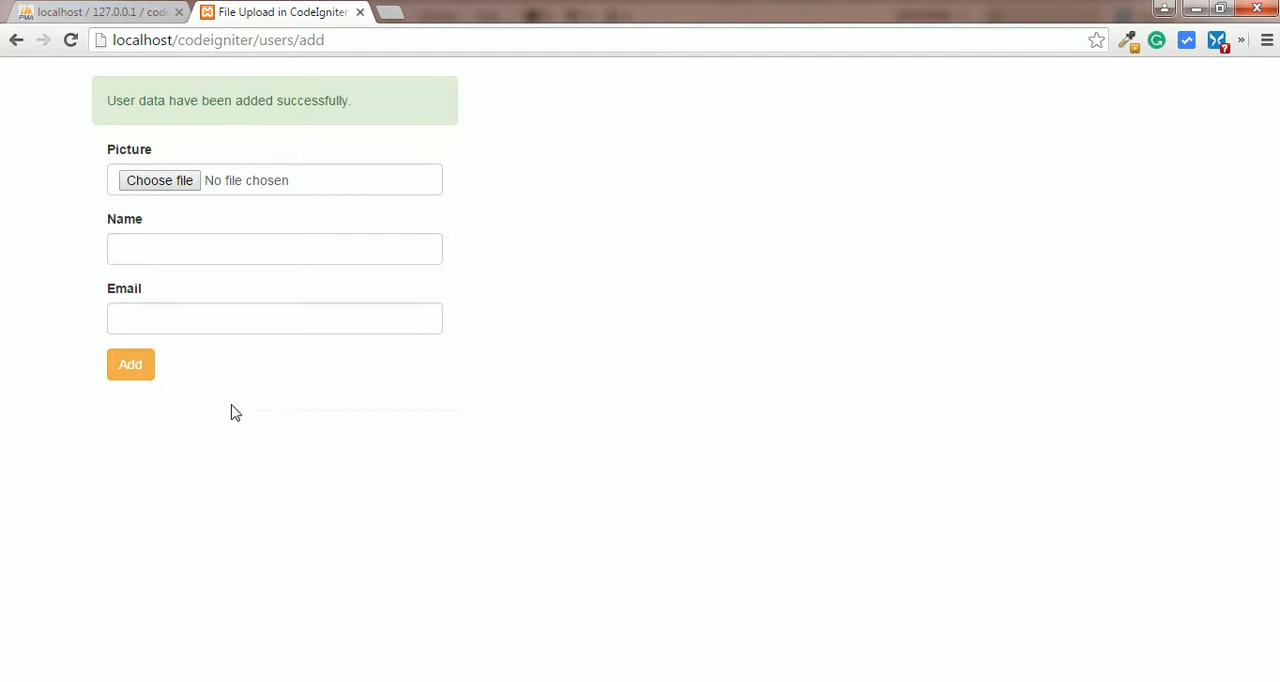 localhost / 127.0.0.1 / cod
File Upload in CodeIgniter
localhost/codeigniter/users/add
User data have been added successfully.
Picture
Choose file No file chosen
Name
Email
Add